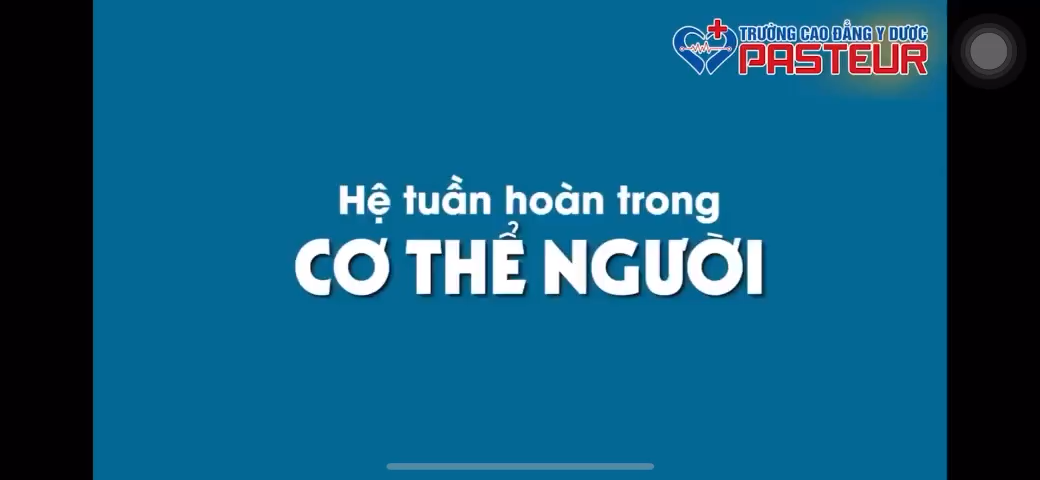 TRƯỜNG CAO ĐẲNG Y DƯỢC
PASTEUR
Hệ tuần hoàn trong
CƠ THỂ NGƯỜI